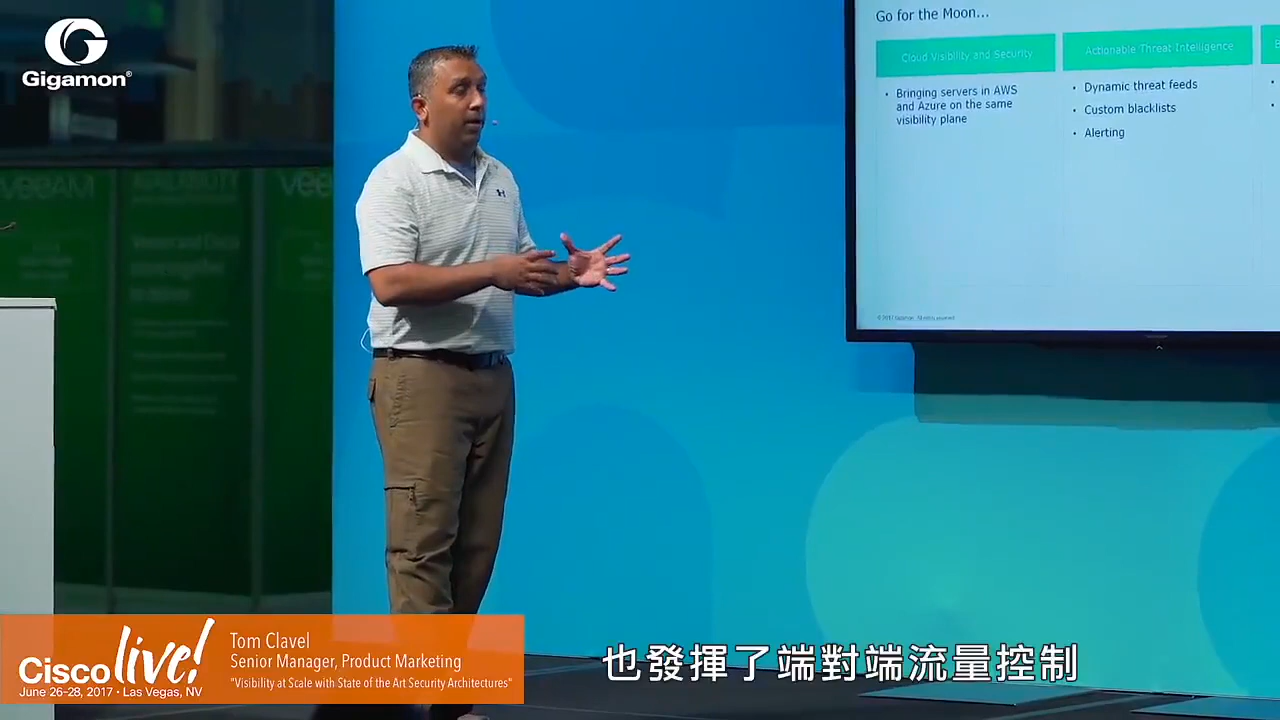 Gigamon®
Go for the Moon...
Cloud Visibility and Security
• Bringing servers in AWS
and Azure on the same
visibility plane
Actionable Threat Intelligence
• Dynamic threat feeds
• Custom blacklists
• Alerting
veeAM
AVAILABILITY
vee
Cisco live!
June 26-28, 2017 • Las Vegas, NV
Tom Clavel
Senior Manager, Product Marketing
"Visibility at Scale with State of the Art Security Architectures"
也發揮了端對端流量控制